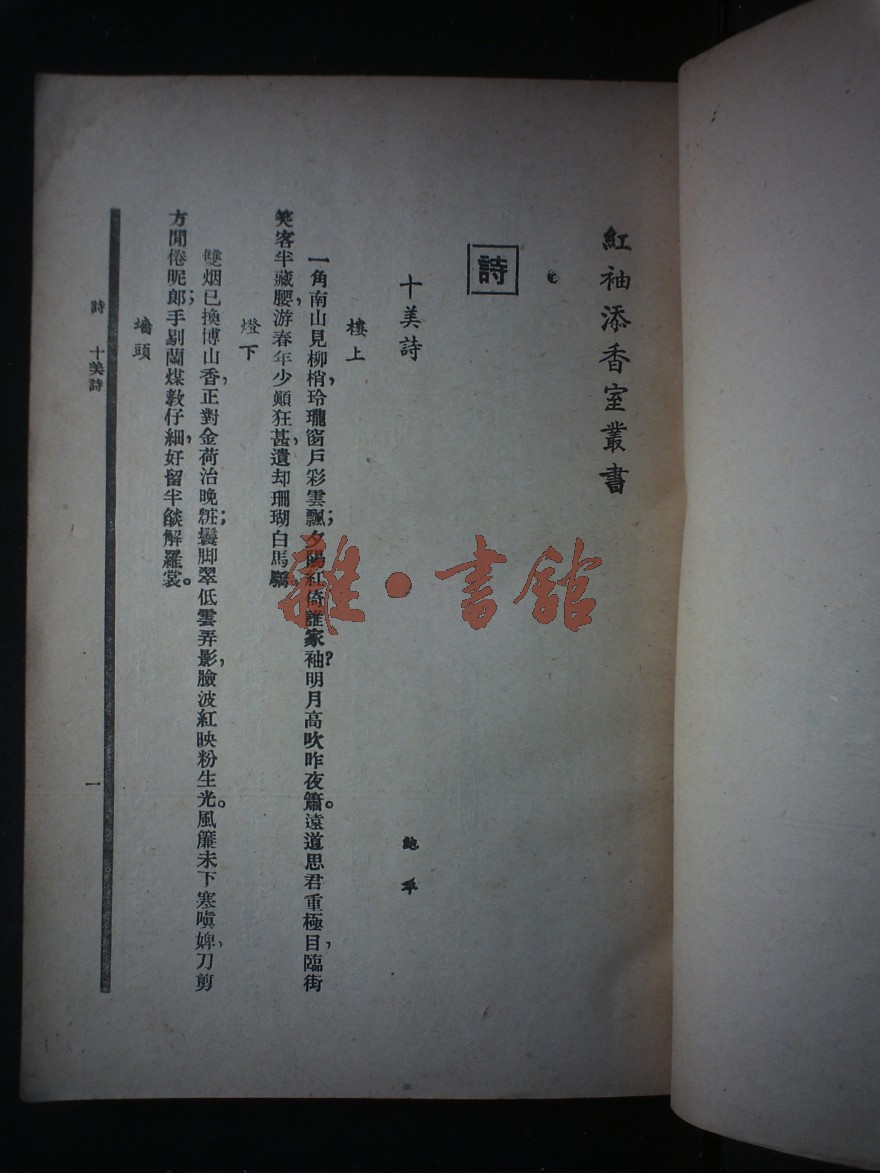 紅袖添香室叢書
詩
十美詩
鮑苹
樓上
一角南山見柳梢,玲瓏窗戶彩雲飄;夕陽紅倚誰家袖?明月高吹昨夜簫。遠道思君重極目,臨街
笑客半藏腰,游春年少顛狂甚,遺却珊瑚白馬驕。
燈下
雙烟已換博山香,正對金荷治晚粧;鬟脚翠低雲弄影,臉波紅映粉生光。風簾未下寒嗔婢,刀剪
方閒倦昵郎;手剔蘭煤教仔細,好留半燄解羅裳。
墻頭
詩 十美詩
一
雜·書館